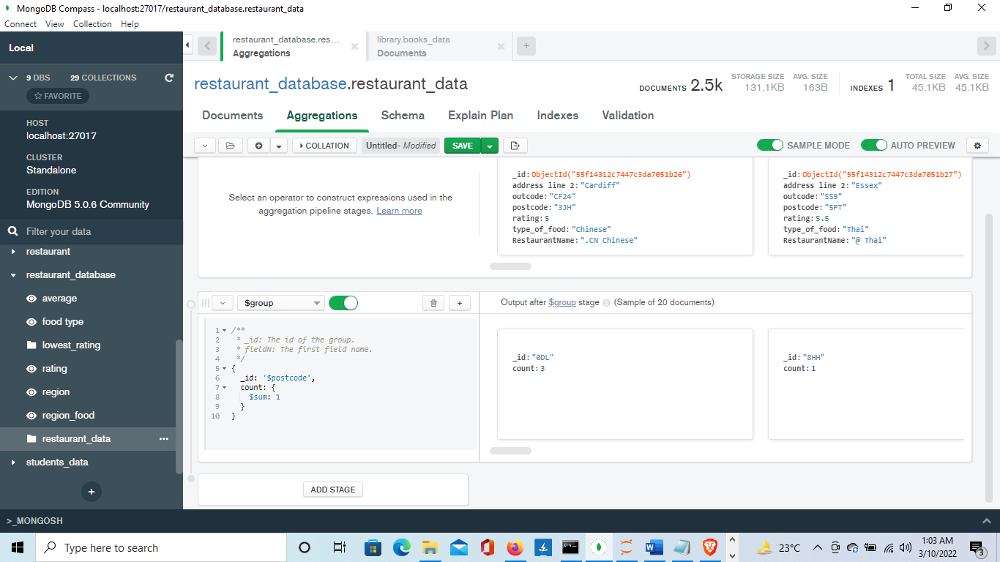 MongoDB Compass - localhost:27017/restaurant_database.restaurant_data
Connect View Collection Help
Local
9 DBS 29 COLLECTIONS
FAVORITE
HOST
localhost:27017
CLUSTER
Standalone
EDITION
MongoDB 5.0.6 Community
Filter your data
restaurant
restaurant_database
average
food type
lowest_rating
rating
region
region_food
restaurant_data
students_data
restaurant_database.res...
Aggregations
library.books_data
Documents
restaurant_database.restaurant_data
DOCUMENTS 2.5k
STORAGE SIZE
131.1KB
AVG. SIZE
163B
INDEXES 1
TOTAL SIZE
45.1KB
AVG. SIZE
45.1KB
Documents Aggregations Schema Explain Plan Indexes Validation
COLLATION Untitled- Modified SAVE SAMPLE MODE AUTO PREVIEW
Select an operator to construct expressions used in the
aggregation pipeline stages. Learn more
_id: ObjectId("55f14312c7447c3da7051b26")
address line 2: "Cardiff"
outcode: "CF24"
postcode: "3JH"
rating: 5
type_of_food: "Chinese"
RestaurantName: ".CN Chinese"
_id: ObjectId("55f14312c7447c3da7051b27")
address line 2: "Essex"
outcode: "SS9"
postcode: "5PT"
rating: 5.5
type_of_food: "Thai"
RestaurantName: "@ Thai"
$group
Output after $group stage (Sample of 20 documents)
1 /**
2 * _id: The id of the group.
3 * fieldN: The first field name.
4 */
5 {
6 _id: '$postcode',
7 count: {
8 $sum: 1
9 }
10 }
_id: "0DL"
count: 3
_id: "8HH"
count: 1
ADD STAGE
>_MONGOSH
Type here to search
23°C
1:03 AM
3/10/2022
3